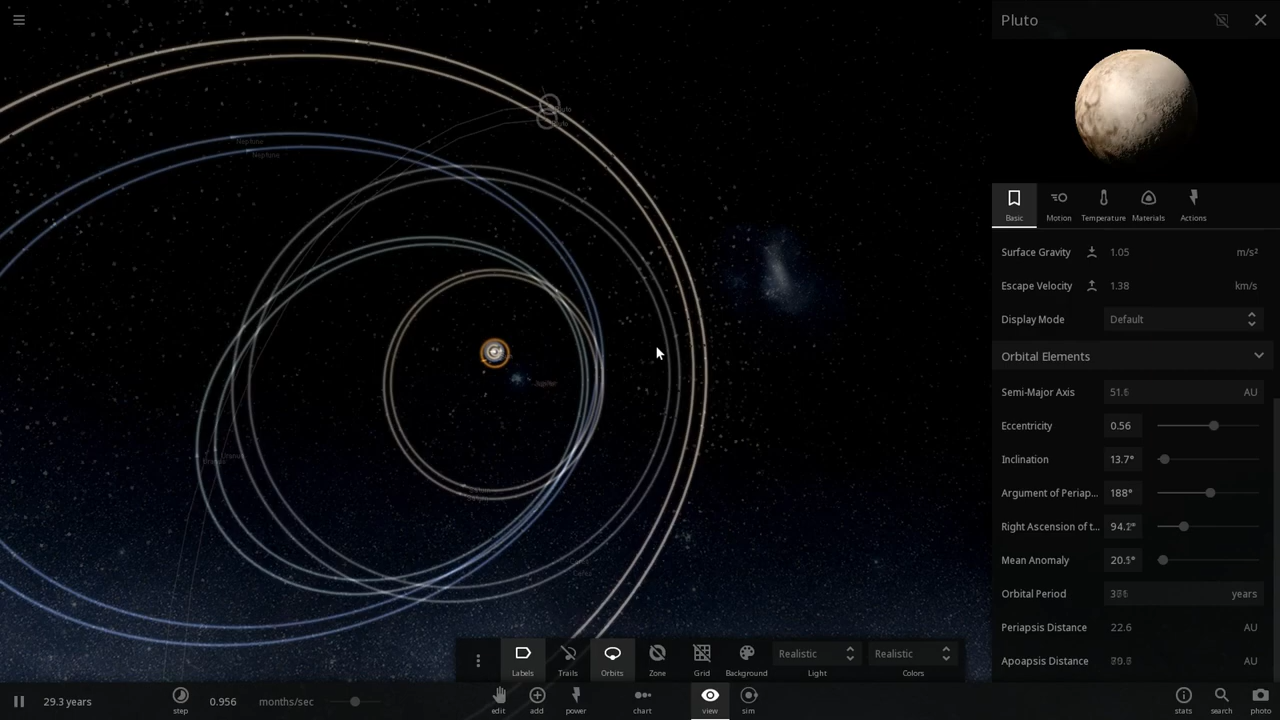 Pluto
Neptune
Neptune
Jupiter
Basic
Motion
Temperature
Materials
Actions
Surface Gravity 1.05 m/s²
Escape Velocity 1.38 km/s
Display Mode Default
Orbital Elements
Semi-Major Axis AU
Eccentricity 0.56
Inclination 13.7°
Argument of Periap... 188°
Right Ascension of t...
Mean Anomaly
Orbital Period years
Periapsis Distance 22.6 AU
Apoapsis Distance AU
Labels
Trails
Orbits
Zone
Grid
Background
Realistic
Light
Realistic
Colors
29.3 years
step
0.956 months/sec
edit
add
power
chart
view
sim
stats
search
photo